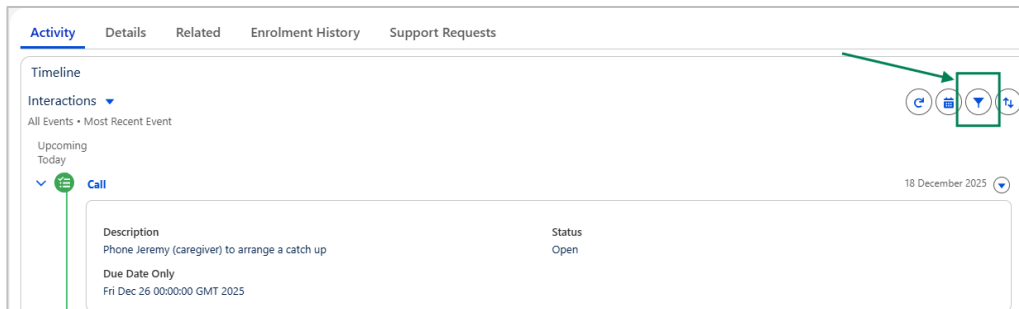 Activity Details Related Enrolment History Support Requests
Timeline
Interactions
All Events • Most Recent Event
Upcoming
Today
Call 18 December 2025
Description Status
Phone Jeremy (caregiver) to arrange a catch up Open
Due Date Only
Fri Dec 26 00:00:00 GMT 2025